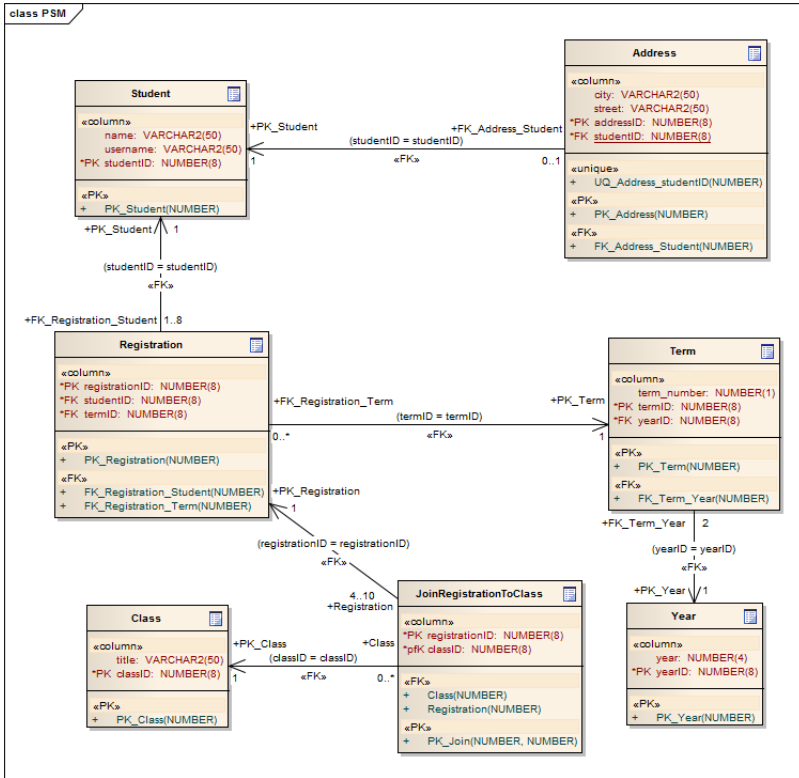 class PSM
Address
«column»
city: VARCHAR2(50)
street: VARCHAR2(50)
*PK addressID: NUMBER(8)
*FK studentID: NUMBER(8)
«unique»
+ UQ_Address_studentID(NUMBER)
«PK»
+ PK_Address(NUMBER)
«FK»
+ FK_Address_Student(NUMBER)
Student
«column»
name: VARCHAR2(50)
username: VARCHAR2(50)
*PK studentID: NUMBER(8)
«PK»
+ PK_Student(NUMBER)
+PK_Student
+FK_Address_Student
(studentID = studentID)
1
«FK»
0..1
+PK_Student
1
(studentID = studentID)
«FK»
+FK_Registration_Student
1..8
Registration
«column»
*PK registrationID: NUMBER(8)
*FK studentID: NUMBER(8)
*FK termID: NUMBER(8)
«PK»
+ PK_Registration(NUMBER)
«FK»
+ FK_Registration_Student(NUMBER)
+ FK_Registration_Term(NUMBER)
+FK_Registration_Term
+PK_Term
(termID = termID)
0..*
«FK»
1
Term
«column»
term_number: NUMBER(1)
*PK termID: NUMBER(8)
*FK yearID: NUMBER(8)
«PK»
+ PK_Term(NUMBER)
«FK»
+ FK_Term_Year(NUMBER)
+PK_Registration
1
(registrationID = registrationID)
«FK»
4..10
+Registration
+FK_Term_Year
2
(yearID = yearID)
«FK»
+PK_Year
1
Class
«column»
title: VARCHAR2(50)
*PK classID: NUMBER(8)
«PK»
+ PK_Class(NUMBER)
+PK_Class
+Class
(classID = classID)
1
«FK»
0..*
JoinRegistrationToClass
«column»
*PK registrationID: NUMBER(8)
*pfK classID: NUMBER(8)
«FK»
+ Class(NUMBER)
+ Registration(NUMBER)
«PK»
+ PK_Join(NUMBER, NUMBER)
Year
«column»
year: NUMBER(4)
*PK yearID: NUMBER(8)
«PK»
+ PK_Year(NUMBER)